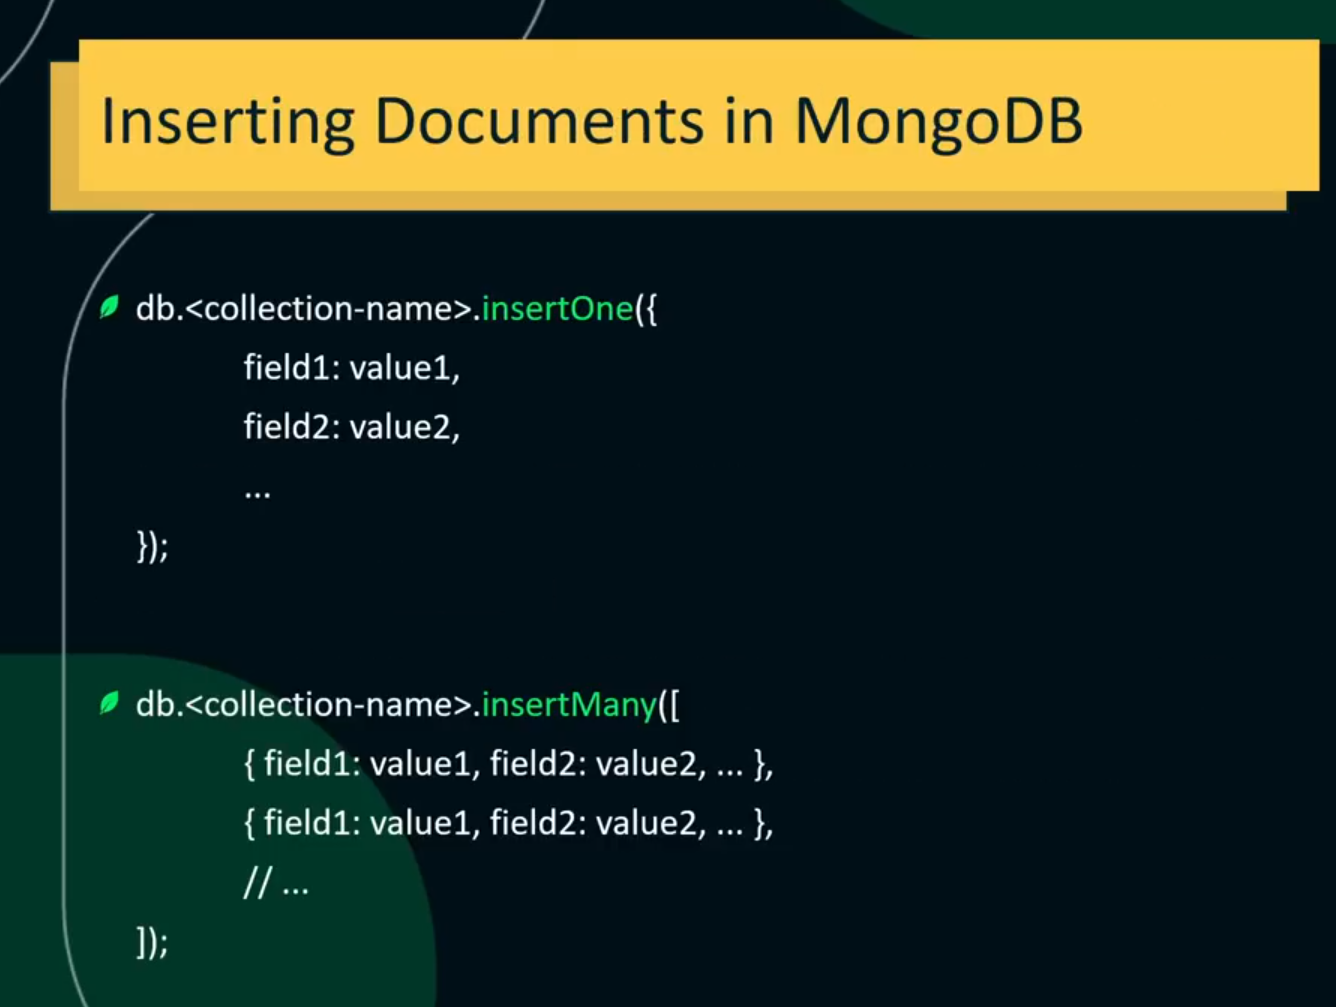 Inserting Documents in MongoDB
db.<collection-name>.insertOne({
field1: value1,
field2: value2,
...
});
db.<collection-name>.insertMany([
{ field1: value1, field2: value2, ... },
{ field1: value1, field2: value2, ... },
// ...
]);